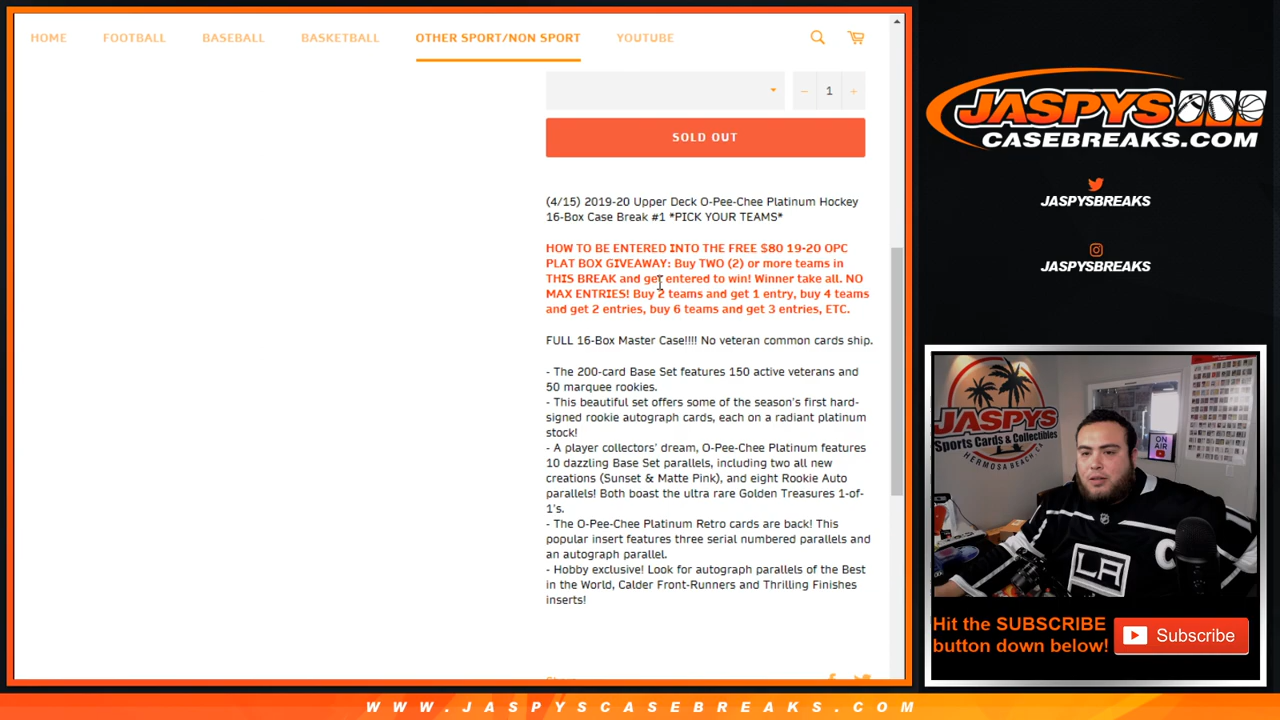 HOME FOOTBALL BASEBALL BASKETBALL OTHER SPORT/NON SPORT YOUTUBE
1
SOLD OUT
(4/15) 2019-20 Upper Deck O-Pee-Chee Platinum Hockey
16-Box Case Break #1 *PICK YOUR TEAMS*
HOW TO BE ENTERED INTO THE FREE $80 19-20 OPC
PLAT BOX GIVEAWAY: Buy TWO (2) or more teams in
THIS BREAK and get entered to win! Winner take all. NO
MAX ENTRIES! Buy 2 teams and get 1 entry, buy 4 teams
and get 2 entries, buy 6 teams and get 3 entries, ETC.
FULL 16-Box Master Case!!!! No veteran common cards ship.
- The 200-card Base Set features 150 active veterans and
50 marquee rookies.
- This beautiful set offers some of the season's first hard-
signed rookie autograph cards, each on a radiant platinum
stock!
- A player collectors' dream, O-Pee-Chee Platinum features
10 dazzling Base Set parallels, including two all new
creations (Sunset & Matte Pink), and eight Rookie Auto
parallels! Both boast the ultra rare Golden Treasures 1-of-
1's.
- The O-Pee-Chee Platinum Retro cards are back! This
popular insert features three serial numbered parallels and
an autograph parallel.
- Hobby exclusive! Look for autograph parallels of the Best
in the World, Calder Front-Runners and Thrilling Finishes
inserts!
JASPYS
CASEBREAKS.COM
JASPYSBREAKS
JASPYSBREAKS
JASPYS
Sports Cards & Collectibles
HERMOSA BEACH CA
ON
AIR
LA
C
Hit the SUBSCRIBE
button down below!
Subscribe
WWW.JASPYSCASEBREAKS.COM